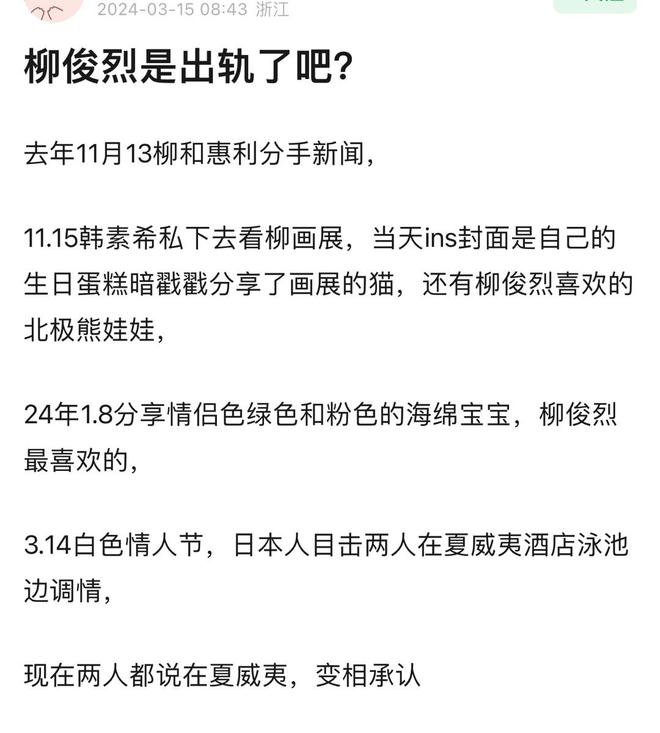 2024-03-15 08:43 浙江
柳俊烈是出轨了吧?
去年11月13柳和惠利分手新闻，
11.15韩素希私下去看柳画展，当天ins封面是自己的
生日蛋糕暗戳戳分享了画展的猫，还有柳俊烈喜欢的
北极熊娃娃，
24年1.8分享情侣色绿色和粉色的海绵宝宝，柳俊烈
最喜欢的，
3.14白色情人节，日本人目击两人在夏威夷酒店泳池
边调情，
现在两人都说在夏威夷，变相承认